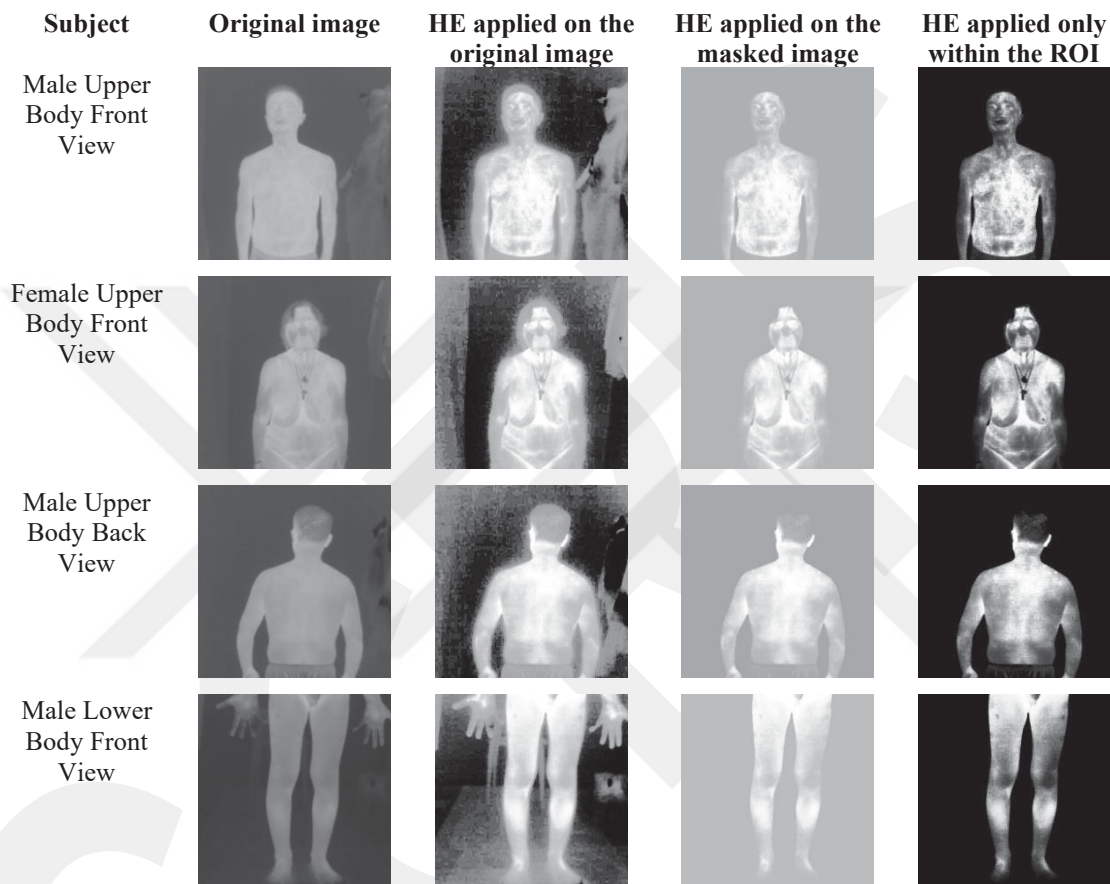 Subject
Original image
HE applied on the
original image
HE applied on the
masked image
HE applied only
within the ROI
Male Upper
Body Front
View
Female Upper
Body Front
View
Male Upper
Body Back
View
Male Lower
Body Front
View